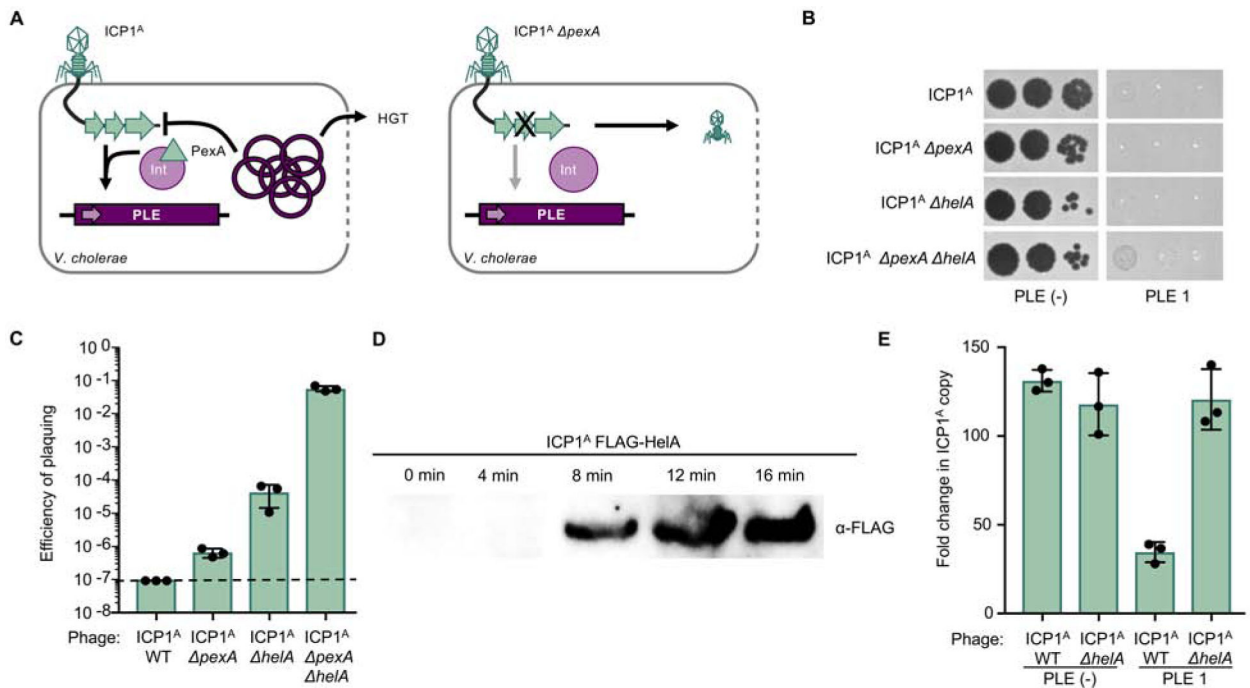 A
ICP1ᴬ
PexA
Int
HGT
PLE
V. cholerae
ICP1ᴬ ΔpexA
X
Int
PLE
V. cholerae
B
ICP1ᴬ
ICP1ᴬ ΔpexA
ICP1ᴬ ΔhelA
ICP1ᴬ ΔpexA ΔhelA
PLE (-) PLE 1
C
Efficiency of plaquing
10⁰
10⁻¹
10⁻²
10⁻³
10⁻⁴
10⁻⁵
10⁻⁶
10⁻⁷
10⁻⁸
Phage: ICP1ᴬ ICP1ᴬ ICP1ᴬ ICP1ᴬ
WT ΔpexA ΔhelA ΔpexA
ΔhelA
D
ICP1ᴬ FLAG-HelA
0 min 4 min 8 min 12 min 16 min
α-FLAG
E
Fold change in ICP1ᴬ copy
150
100
50
0
Phage: ICP1ᴬ ICP1ᴬ ICP1ᴬ ICP1ᴬ
WT ΔhelA WT ΔhelA
PLE (-) PLE 1